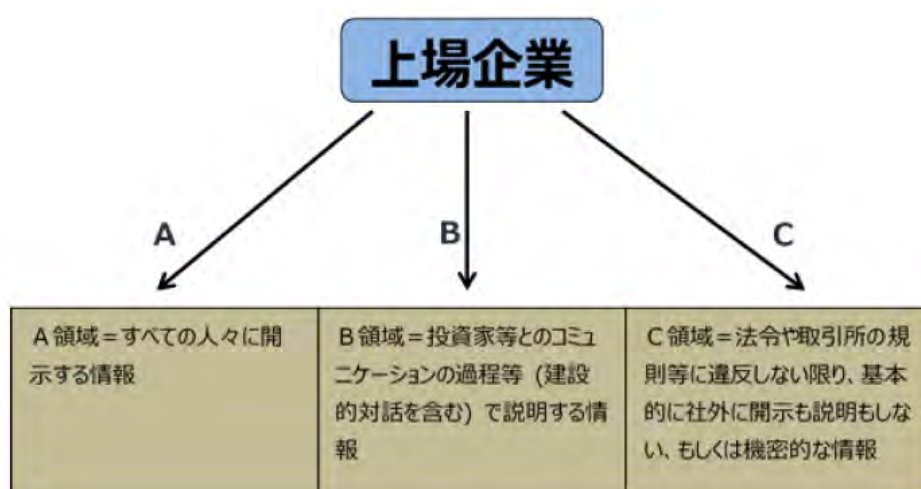 上場企業
A
B
C
A領域=すべての人々に開
示する情報
B領域=投資家等とのコミュ
ニケーションの過程等 (建設
的対話を含む) で説明する情
報
C領域=法令や取引所の規
則等に違反しない限り、基本
的に社外に開示も説明もしな
い、もしくは機密的な情報